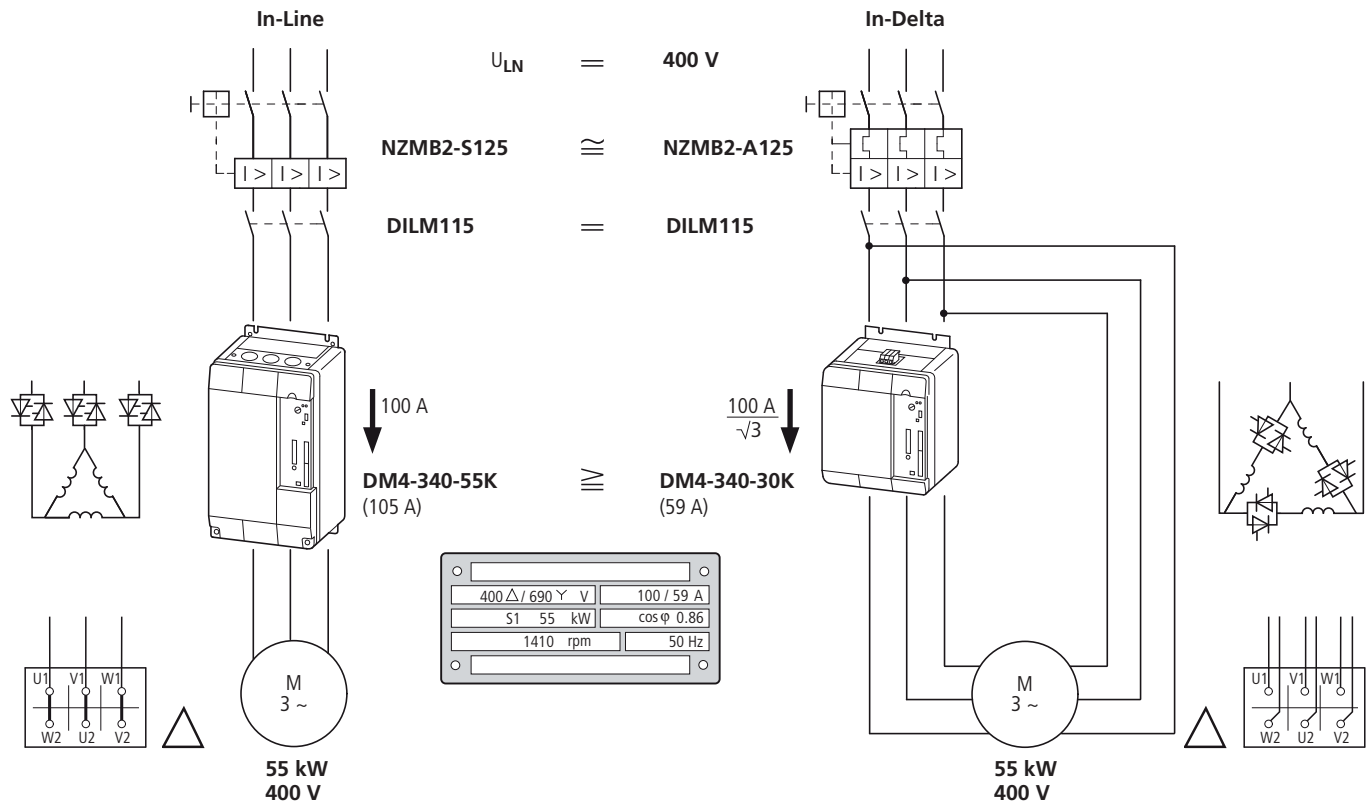 In-Line
In-Delta
U_LN = 400 V
NZMB2-S125 ≅ NZMB2-A125
I > I > I >
I > I > I >
DILM115 = DILM115
100 A
100 A
√3
DM4-340-55K ≧ DM4-340-30K
(105 A)
(59 A)
400 △ / 690 Y V
100 / 59 A
S1 55 kW
cos φ 0.86
1410 rpm
50 Hz
U1 V1 W1
W2 U2 V2
M
3 ~
M
3 ~
U1 V1 W1
W2 U2 V2
55 kW
400 V
55 kW
400 V